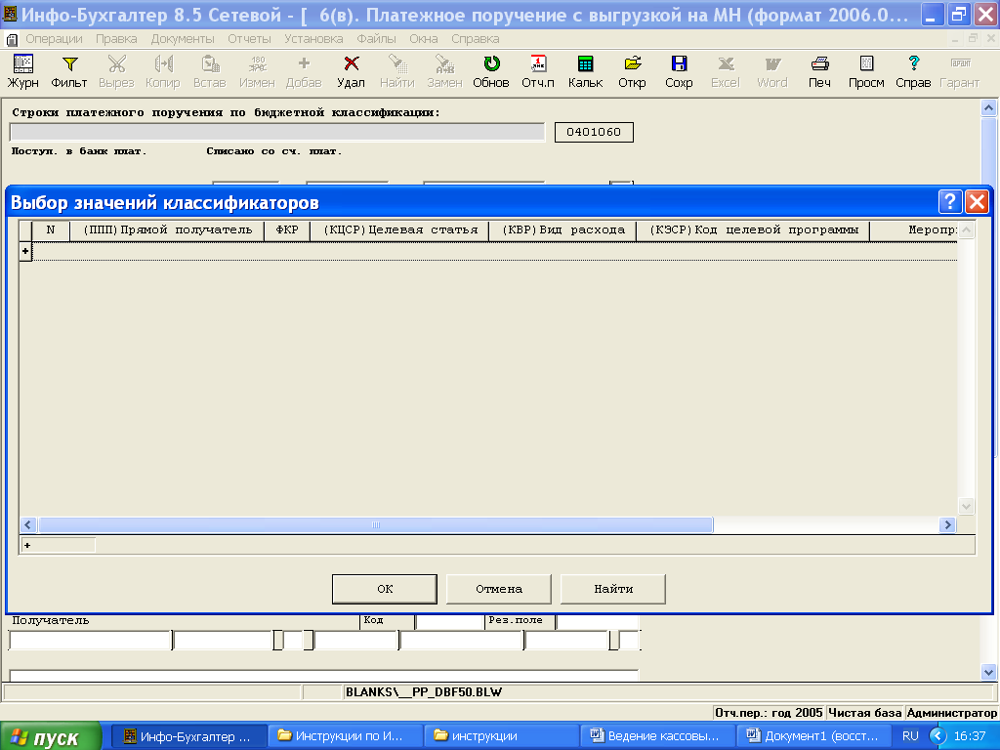 Инфо-Бухгалтер 8.5 Сетевой - [  6(в). Платежное поручение с выгрузкой на МН (формат 2006.0...
Операции Правка Документы Отчеты Установка Файлы Окна Справка
Журн Фильт Вырез Копир Встав Измен Добав Удал Найти Замен Обнов Отч.п Кальк Откр Сохр Excel Word Печ Просм Справ Гарант
Строки платежного поручения по бюджетной классификации:
0401060
Поступ. в банк плат. Списано со сч. плат.
Выбор значений классификаторов
N (ППП)Прямой получатель ФКР (КЦСР)Целевая статья (КВР)Вид расхода (КЭСР)Код целевой программы Меропр
+
+
ОК Отмена Найти
Получатель Код Рез.поле
BLANKS\__PP_DBF50.BLW
Отч.пер.: год 2005 Чистая база Администратор
пуск Инфо-Бухгалтер ... Инструкции по И... инструкции Ведение кассовы... Документ1 (восст... RU 16:37